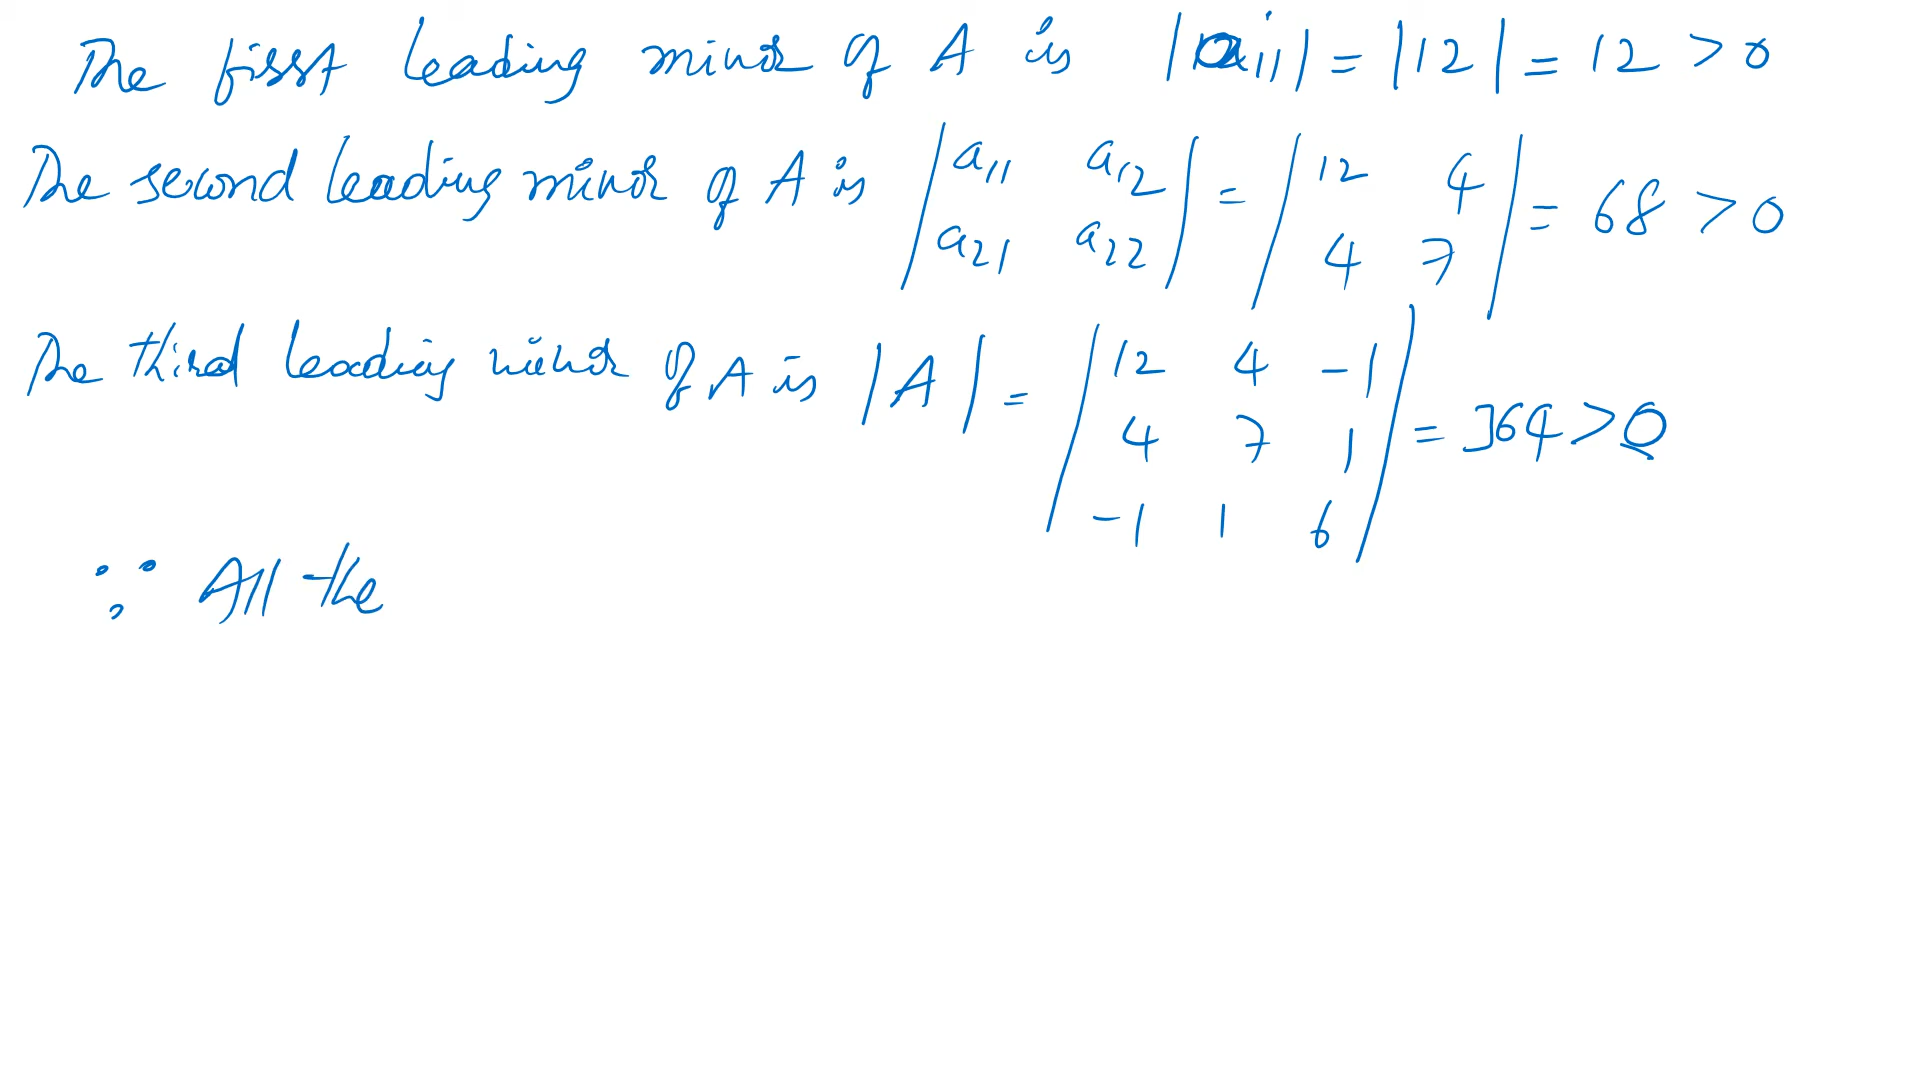 The first leading minor of A is |a11| = |12| = 12 > 0
The second leading minor of A is |a11 a12 a21 a22| = |12 4 4 7| = 68 > 0
The third leading minor of A is |A| = |12 4 -1 4 7 1 -1 1 6| = 364 > 0
∵ All the